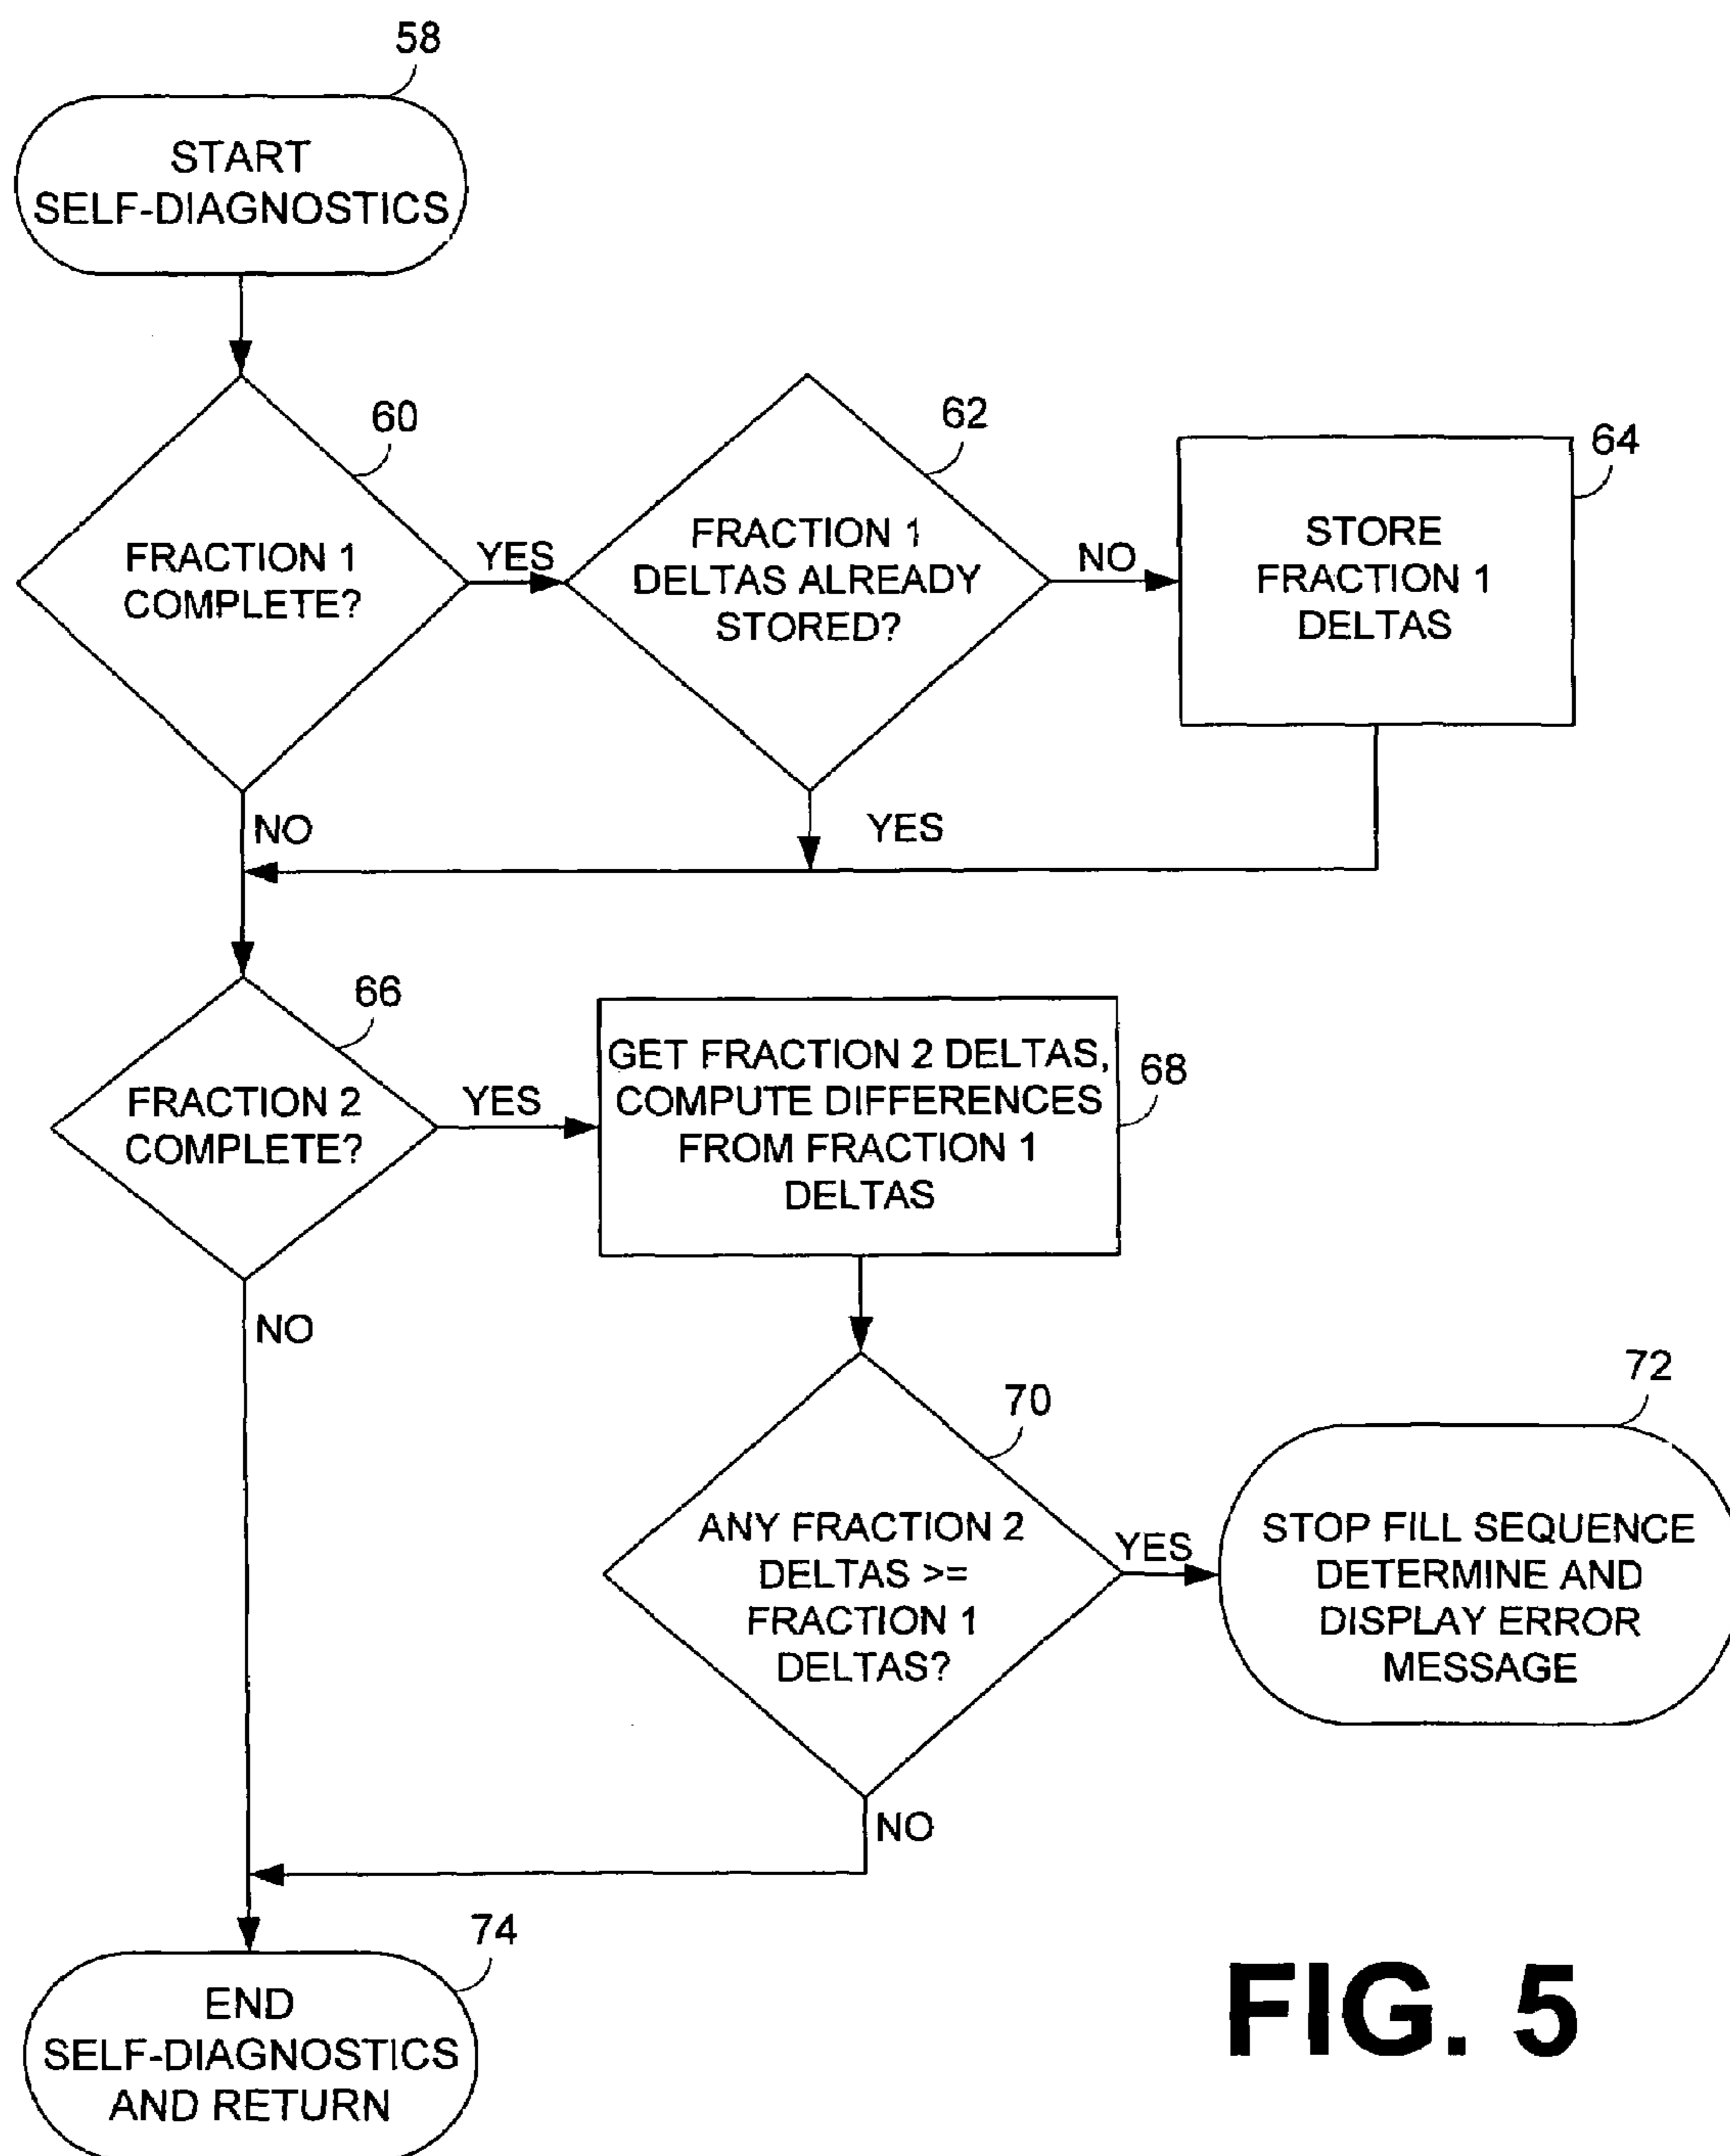 58
START
SELF-DIAGNOSTICS
60
FRACTION 1
COMPLETE?
YES
62
FRACTION 1
DELTAS ALREADY
STORED?
NO
64
STORE
FRACTION 1
DELTAS
NO
YES
66
FRACTION 2
COMPLETE?
YES
GET FRACTION 2 DELTAS,
COMPUTE DIFFERENCES
FROM FRACTION 1
DELTAS
68
NO
70
ANY FRACTION 2
DELTAS >=
FRACTION 1
DELTAS?
YES
72
STOP FILL SEQUENCE
DETERMINE AND
DISPLAY ERROR
MESSAGE
NO
74
END
SELF-DIAGNOSTICS
AND RETURN
FIG. 5